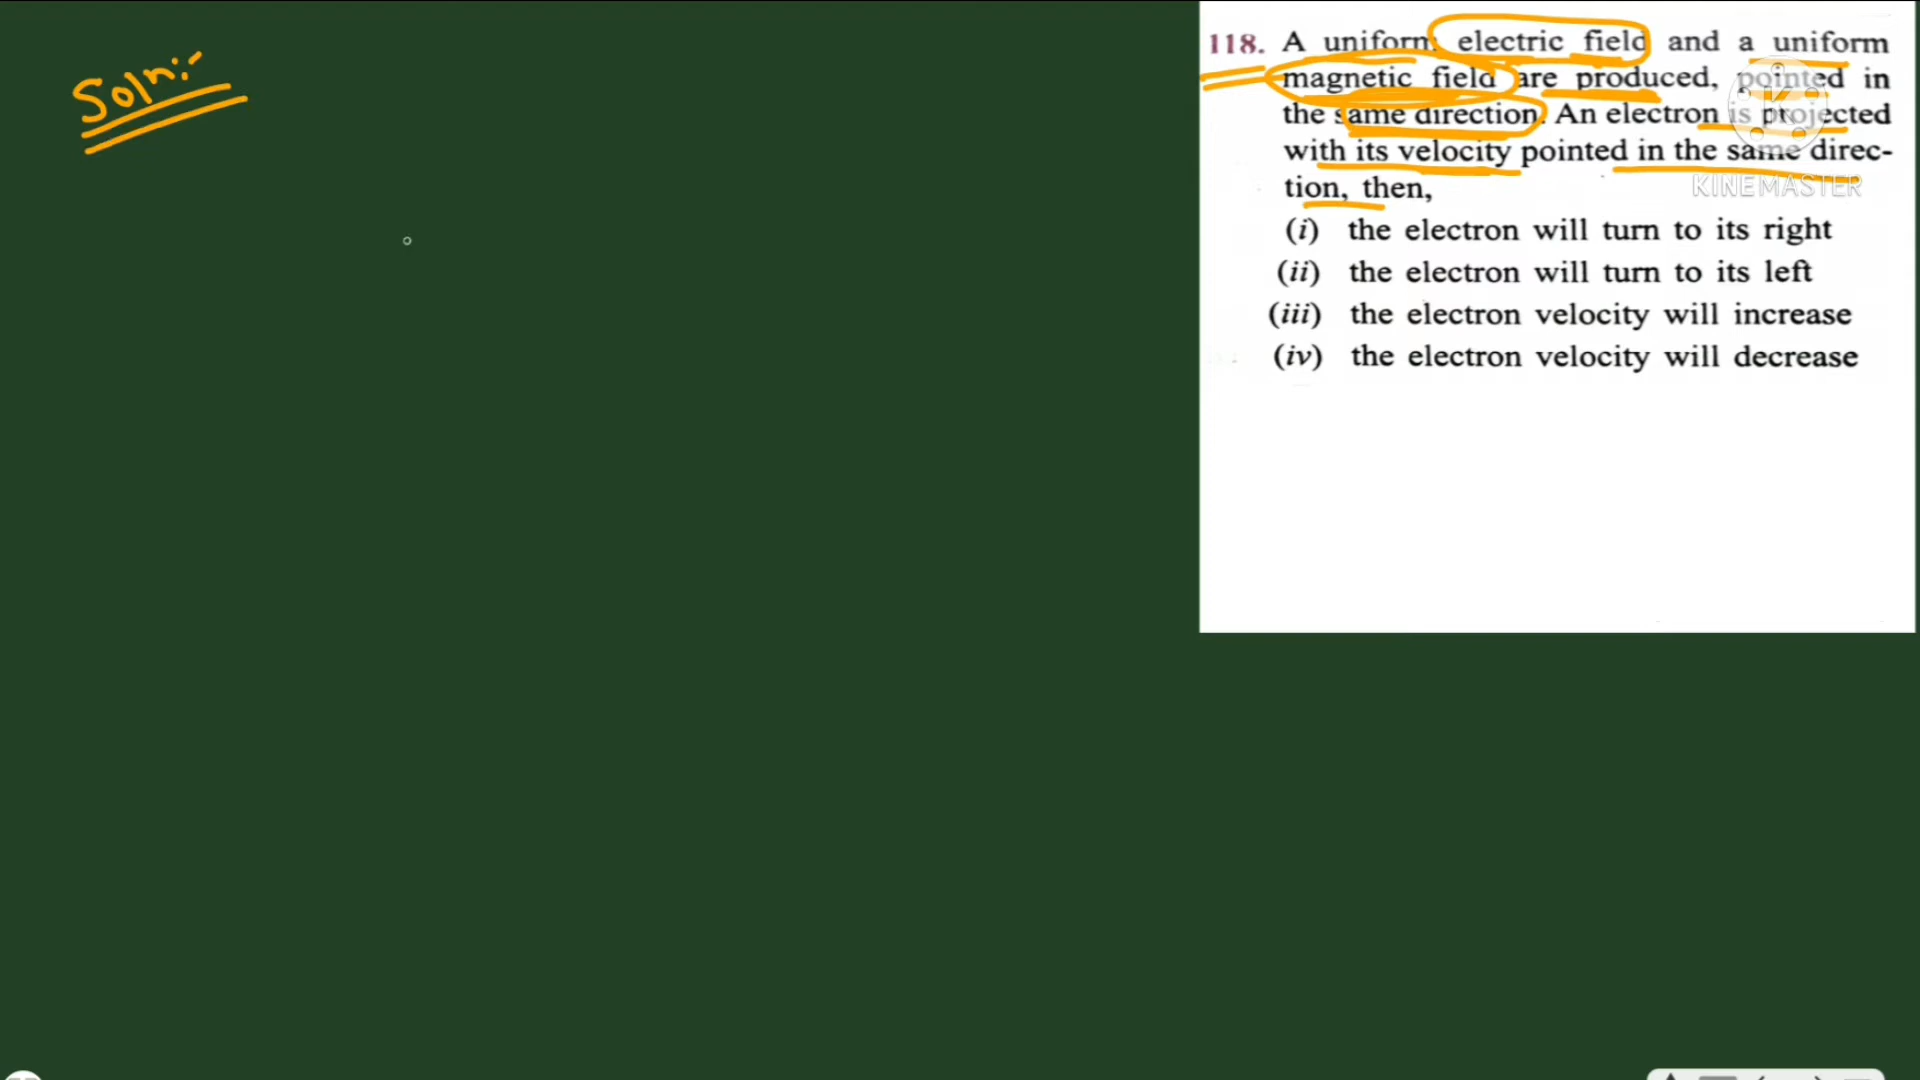 Soln:-
118. A uniform electric field and a uniform
magnetic field are produced, pointed in
the same direction. An electron is projected
with its velocity pointed in the same direc-
tion, then,
KINEMASTER
(i) the electron will turn to its right
(ii) the electron will turn to its left
(iii) the electron velocity will increase
(iv) the electron velocity will decrease